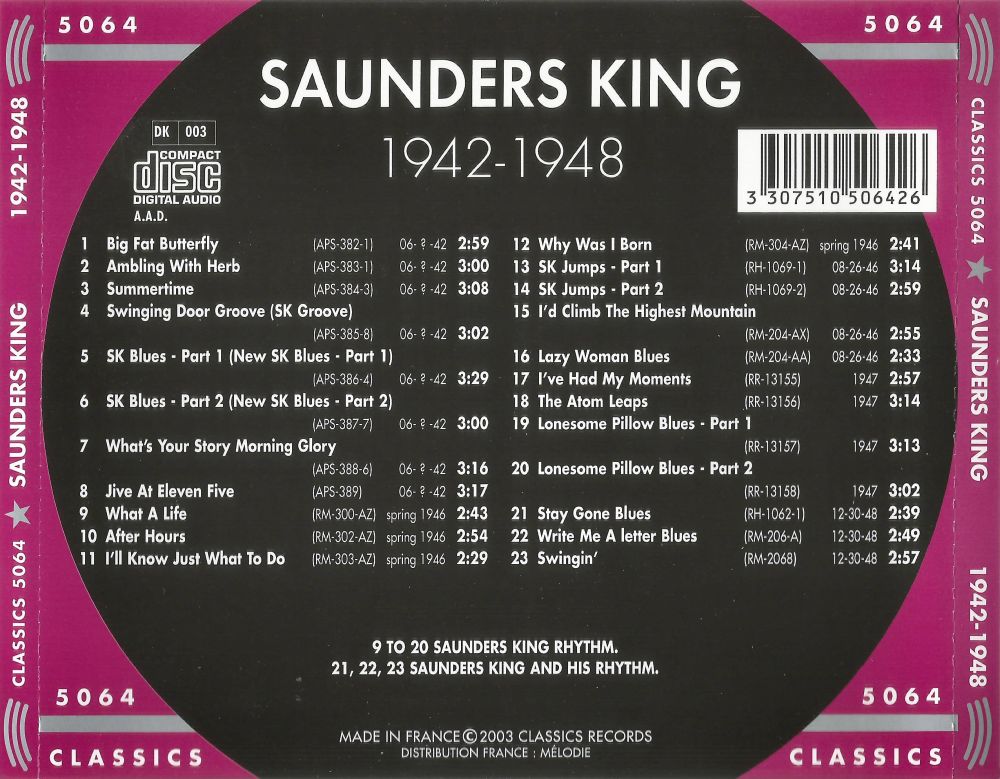 5064
5064
SAUNDERS KING
1942-1948
DK 003
COMPACT
disc
DIGITAL AUDIO
A.A.D.
3 307510 506426
1 Big Fat Butterfly (APS-382-1) 06- ? -42 2:59
2 Ambling With Herb (APS-383-1) 06- ? -42 3:00
3 Summertime (APS-384-3) 06- ? -42 3:08
4 Swinging Door Groove (SK Groove)
(APS-385-8) 06- ? -42 3:02
5 SK Blues - Part 1 (New SK Blues - Part 1)
(APS-386-4) 06- ? -42 3:29
6 SK Blues - Part 2 (New SK Blues - Part 2)
(APS-387-7) 06- ? -42 3:00
7 What's Your Story Morning Glory
(APS-388-6) 06- ? -42 3:16
8 Jive At Eleven Five (APS-389) 06- ? -42 3:17
9 What A Life (RM-300-AZ) spring 1946 2:43
10 After Hours (RM-302-AZ) spring 1946 2:54
11 I'll Know Just What To Do (RM-303-AZ) spring 1946 2:29
12 Why Was I Born (RM-304-AZ) spring 1946 2:41
13 SK Jumps - Part 1 (RH-1069-1) 08-26-46 3:14
14 SK Jumps - Part 2 (RH-1069-2) 08-26-46 2:59
15 I'd Climb The Highest Mountain
(RM-204-AX) 08-26-46 2:55
16 Lazy Woman Blues (RM-204-AA) 08-26-46 2:33
17 I've Had My Moments (RR-13155) 1947 2:57
18 The Atom Leaps (RR-13156) 1947 3:14
19 Lonesome Pillow Blues - Part 1
(RR-13157) 1947 3:13
20 Lonesome Pillow Blues - Part 2
(RR-13158) 1947 3:02
21 Stay Gone Blues (RH-1062-1) 12-30-48 2:39
22 Write Me A letter Blues (RM-206-A) 12-30-48 2:49
23 Swingin' (RM-2068) 12-30-48 2:57
9 TO 20 SAUNDERS KING RHYTHM.
21, 22, 23 SAUNDERS KING AND HIS RHYTHM.
MADE IN FRANCE © 2003 CLASSICS RECORDS
DISTRIBUTION FRANCE : MÉLODIE
5064
CLASSICS
5064
CLASSICS
CLASSICS 5064 ★ SAUNDERS KING 1942-1948
CLASSICS 5064 ★ SAUNDERS KING 1942-1948